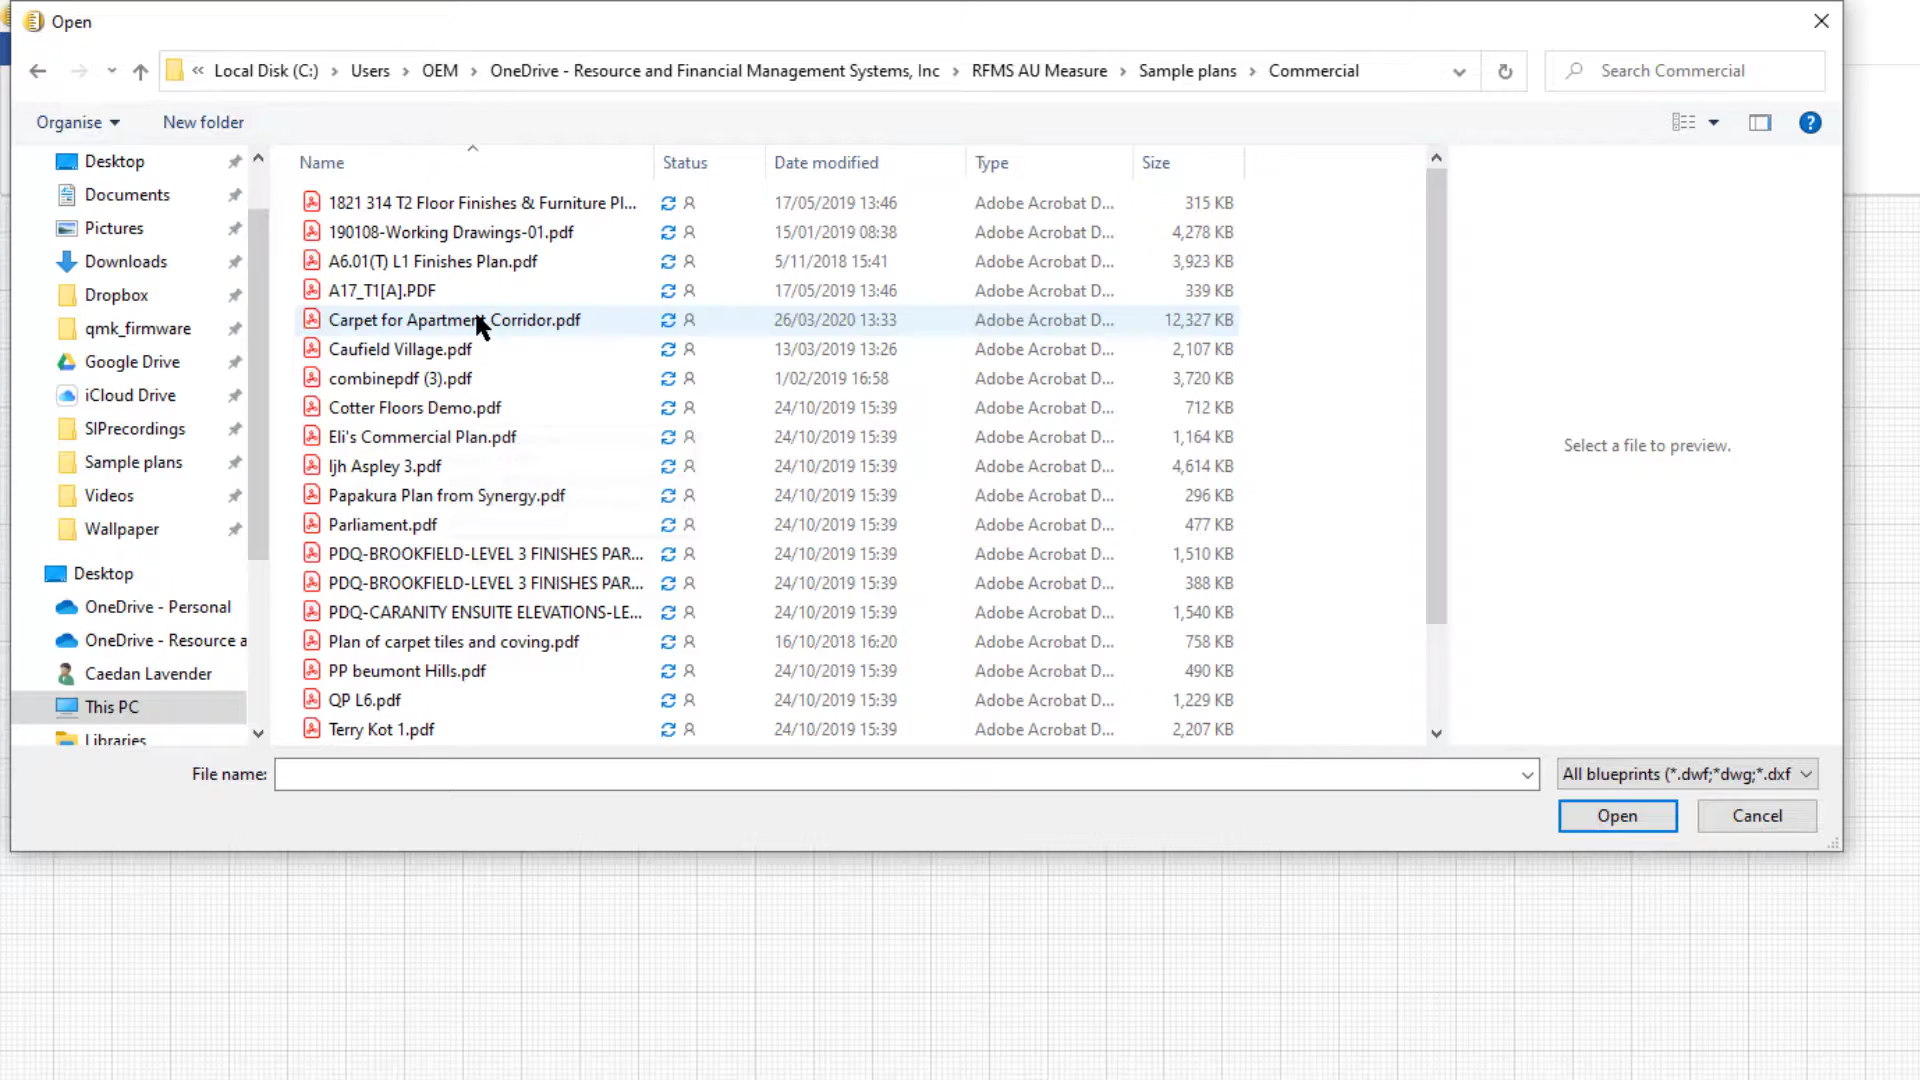 Open
« Local Disk (C:) › Users › OEM › OneDrive - Resource and Financial Management Systems, Inc › RFMS AU Measure › Sample plans › Commercial
Search Commercial
Organise
New folder
?
Desktop
Documents
Pictures
Downloads
Dropbox
qmk_firmware
Google Drive
iCloud Drive
SIPrecordings
Sample plans
Videos
Wallpaper
Desktop
OneDrive - Personal
OneDrive - Resource a
Caedan Lavender
This PC
Libraries
Name Status Date modified Type Size
1821 314 T2 Floor Finishes & Furniture Pl... 17/05/2019 13:46 Adobe Acrobat D... 315 KB
190108-Working Drawings-01.pdf 15/01/2019 08:38 Adobe Acrobat D... 4,278 KB
A6.01(T) L1 Finishes Plan.pdf 5/11/2018 15:41 Adobe Acrobat D... 3,923 KB
A17_T1[A].PDF 17/05/2019 13:46 Adobe Acrobat D... 339 KB
Carpet for Apartment Corridor.pdf 26/03/2020 13:33 Adobe Acrobat D... 12,327 KB
Caufield Village.pdf 13/03/2019 13:26 Adobe Acrobat D... 2,107 KB
combinepdf (3).pdf 1/02/2019 16:58 Adobe Acrobat D... 3,720 KB
Cotter Floors Demo.pdf 24/10/2019 15:39 Adobe Acrobat D... 712 KB
Eli's Commercial Plan.pdf 24/10/2019 15:39 Adobe Acrobat D... 1,164 KB
ljh Aspley 3.pdf 24/10/2019 15:39 Adobe Acrobat D... 4,614 KB
Papakura Plan from Synergy.pdf 24/10/2019 15:39 Adobe Acrobat D... 296 KB
Parliament.pdf 24/10/2019 15:39 Adobe Acrobat D... 477 KB
PDQ-BROOKFIELD-LEVEL 3 FINISHES PAR... 24/10/2019 15:39 Adobe Acrobat D... 1,510 KB
PDQ-BROOKFIELD-LEVEL 3 FINISHES PAR... 24/10/2019 15:39 Adobe Acrobat D... 388 KB
PDQ-CARANITY ENSUITE ELEVATIONS-LE... 24/10/2019 15:39 Adobe Acrobat D... 1,540 KB
Plan of carpet tiles and coving.pdf 16/10/2018 16:20 Adobe Acrobat D... 758 KB
PP beumont Hills.pdf 24/10/2019 15:39 Adobe Acrobat D... 490 KB
QP L6.pdf 24/10/2019 15:39 Adobe Acrobat D... 1,229 KB
Terry Kot 1.pdf 24/10/2019 15:39 Adobe Acrobat D... 2,207 KB
Select a file to preview.
File name:
All blueprints (*.dwf;*dwg;*.dxf
Open
Cancel